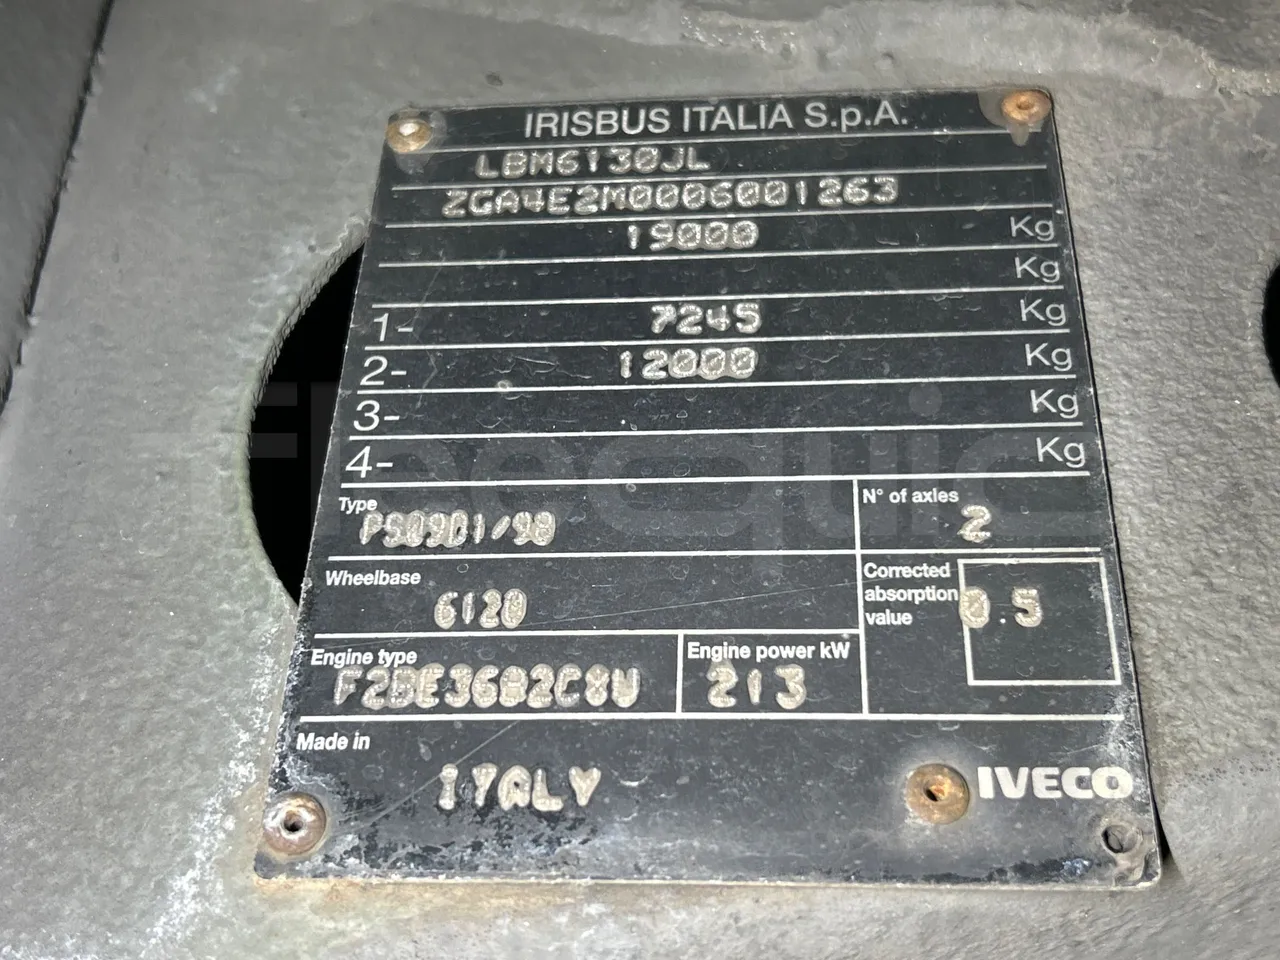 IRISBUS ITALIA S.p.A.
LBM6130JL
ZGA4E2M0006001263
19000 Kg
Kg
1- 7245 Kg
2- 12000 Kg
3- Kg
4- Kg
Type
PS09D1/90
N° of axles
2
Wheelbase
6120
Corrected
absorption
value
0.5
Engine type
F2BE36A2C8U
Engine power kW
213
Made in
ITALY
IVECO